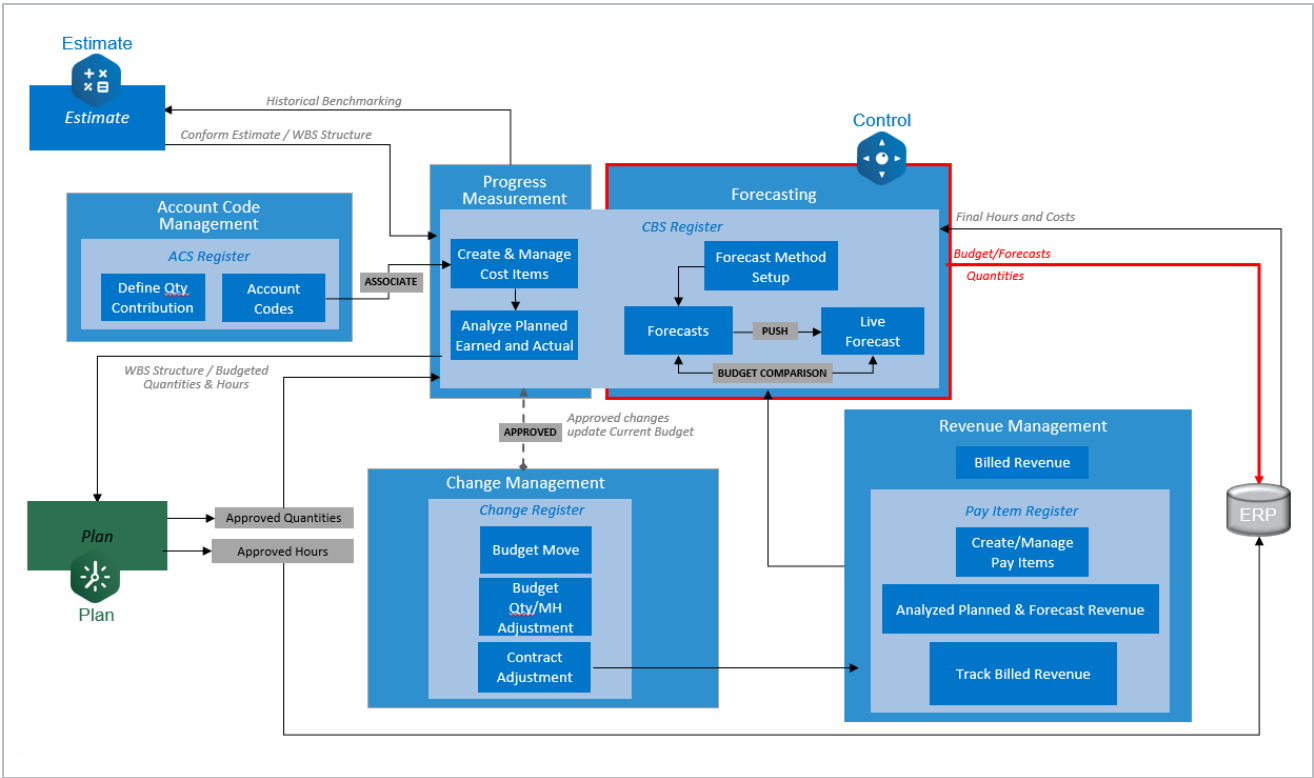 Estimate
Estimate
Historical Benchmarking
Conform Estimate / WBS Structure
Control
Account Code
Management
ACS Register
Define Qty
Contribution
Account
Codes
ASSOCIATE
Progress
Measurement
Forecasting
CBS Register
Create & Manage
Cost Items
Analyze Planned
Earned and Actual
Forecast Method
Setup
Forecasts
PUSH
Live
Forecast
BUDGET COMPARISON
Final Hours and Costs
Budget/Forecasts
Quantities
WBS Structure / Budgeted
Quantities & Hours
APPROVED
Approved changes
update Current Budget
Plan
Plan
Approved Quantities
Approved Hours
Change Management
Change Register
Budget Move
Budget
Qty/MH
Adjustment
Contract
Adjustment
Revenue Management
Billed Revenue
Pay Item Register
Create/Manage
Pay Items
Analyzed Planned & Forecast Revenue
Track Billed Revenue
ERP